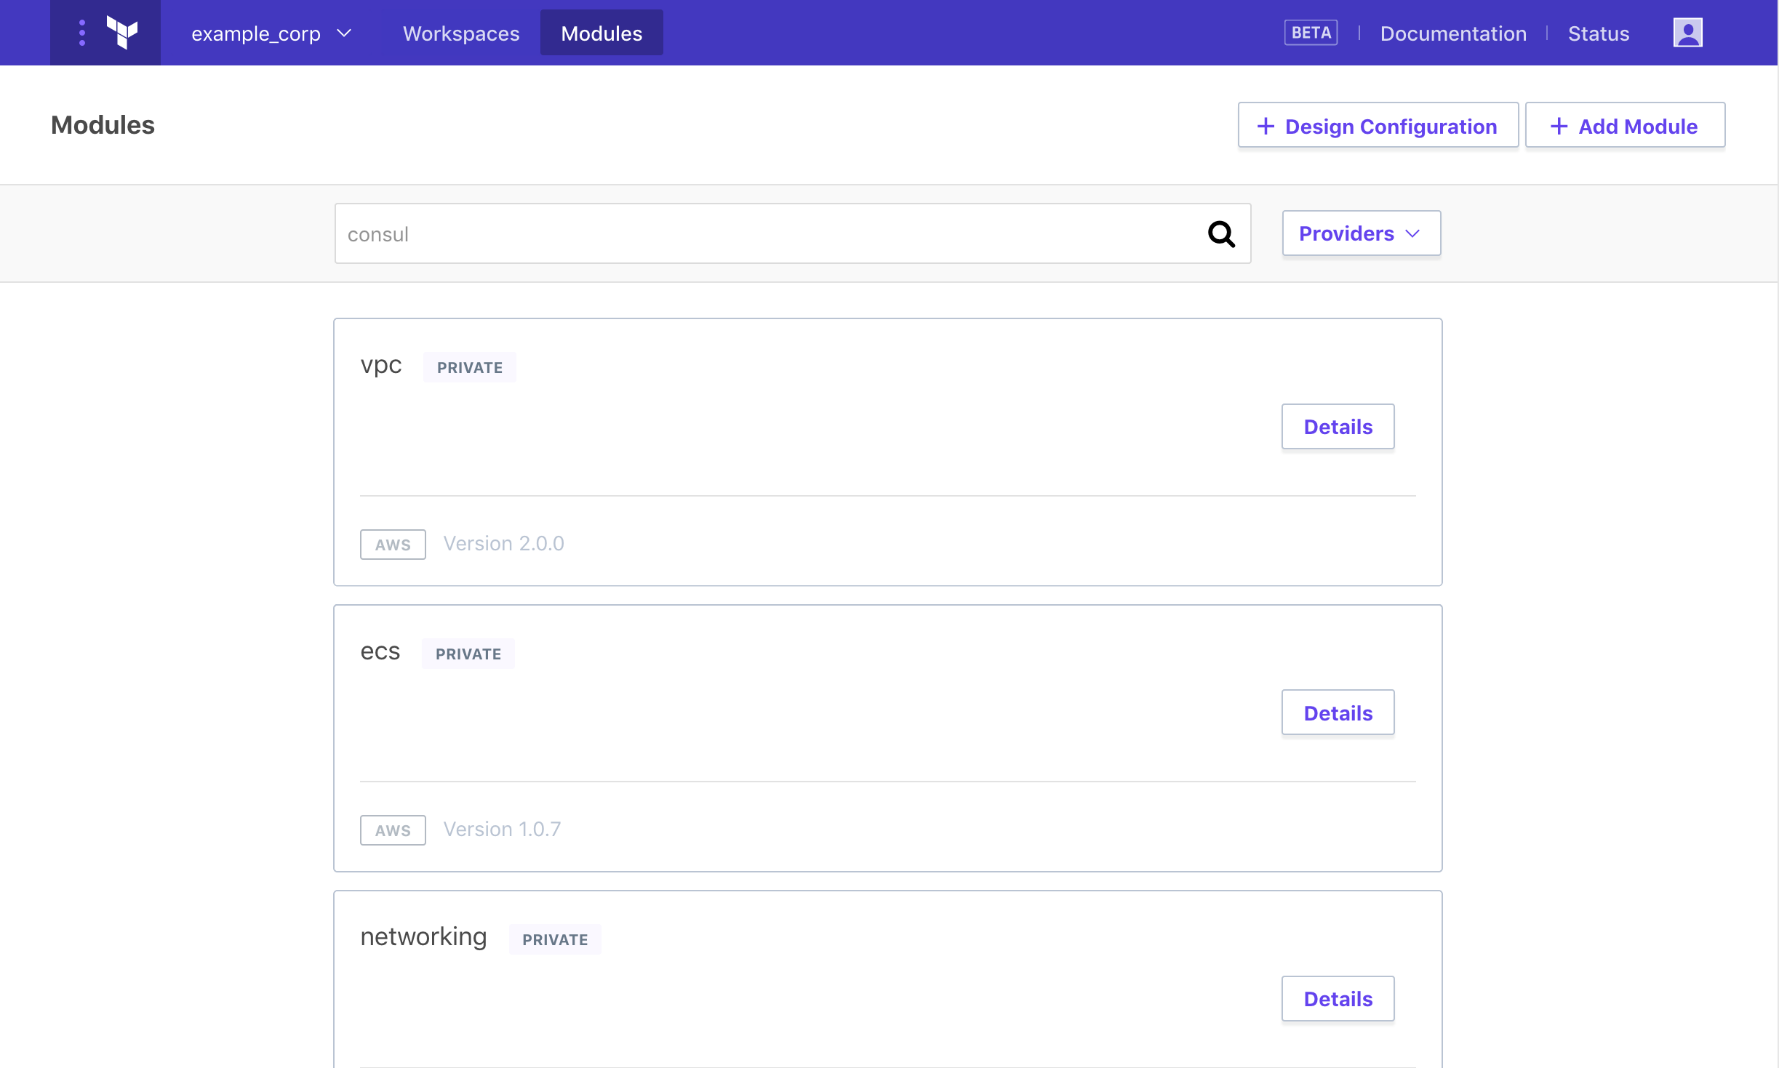 example_corp
Workspaces
Modules
BETA
Documentation
Status
Modules
+ Design Configuration
+ Add Module
consul
Providers
vpc PRIVATE
Details
AWS Version 2.0.0
ecs PRIVATE
Details
AWS Version 1.0.7
networking PRIVATE
Details